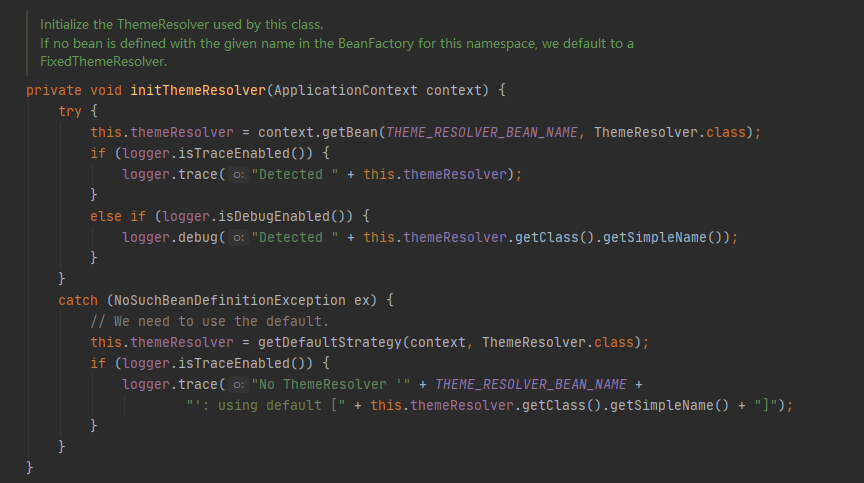 Initialize the ThemeResolver used by this class.
If no bean is defined with the given name in the BeanFactory for this namespace, we default to a
FixedThemeResolver.
private void initThemeResolver(ApplicationContext context) {
try {
this.themeResolver = context.getBean(THEME_RESOLVER_BEAN_NAME, ThemeResolver.class);
if (logger.isTraceEnabled()) {
logger.trace( o: "Detected " + this.themeResolver);
}
else if (logger.isDebugEnabled()) {
logger.debug( o: "Detected " + this.themeResolver.getClass().getSimpleName());
}
}
catch (NoSuchBeanDefinitionException ex) {
// We need to use the default.
this.themeResolver = getDefaultStrategy(context, ThemeResolver.class);
if (logger.isTraceEnabled()) {
logger.trace( o: "No ThemeResolver '" + THEME_RESOLVER_BEAN_NAME +
"': using default [" + this.themeResolver.getClass().getSimpleName() + "]");
}
}
}